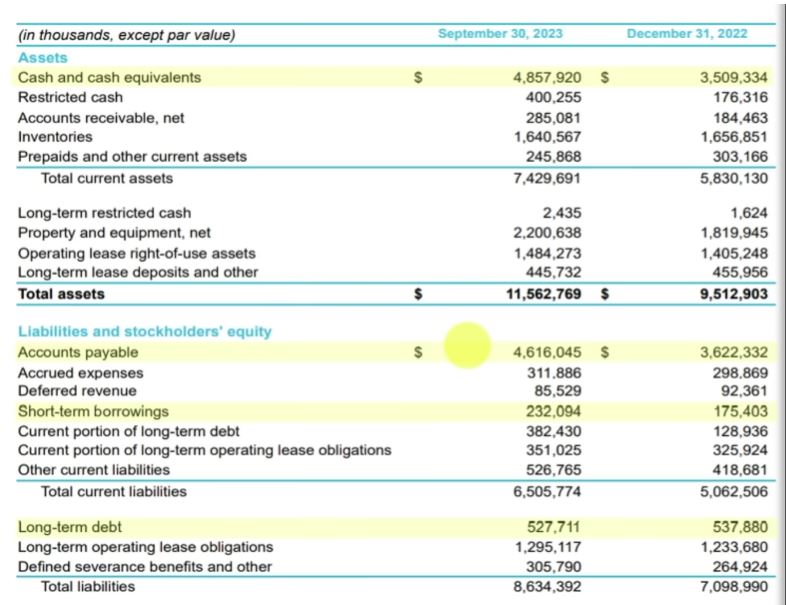 (in thousands, except par value) September 30, 2023 December 31, 2022
Assets
Cash and cash equivalents $ 4,857,920 $ 3,509,334
Restricted cash 400,255 176,316
Accounts receivable, net 285,081 184,463
Inventories 1,640,567 1,656,851
Prepaids and other current assets 245,868 303,166
Total current assets 7,429,691 5,830,130
Long-term restricted cash 2,435 1,624
Property and equipment, net 2,200,638 1,819,945
Operating lease right-of-use assets 1,484,273 1,405,248
Long-term lease deposits and other 445,732 455,956
Total assets $ 11,562,769 $ 9,512,903
Liabilities and stockholders' equity
Accounts payable $ 4,616,045 $ 3,622,332
Accrued expenses 311,886 298,869
Deferred revenue 85,529 92,361
Short-term borrowings 232,094 175,403
Current portion of long-term debt 382,430 128,936
Current portion of long-term operating lease obligations 351,025 325,924
Other current liabilities 526,765 418,681
Total current liabilities 6,505,774 5,062,506
Long-term debt 527,711 537,880
Long-term operating lease obligations 1,295,117 1,233,680
Defined severance benefits and other 305,790 264,924
Total liabilities 8,634,392 7,098,990